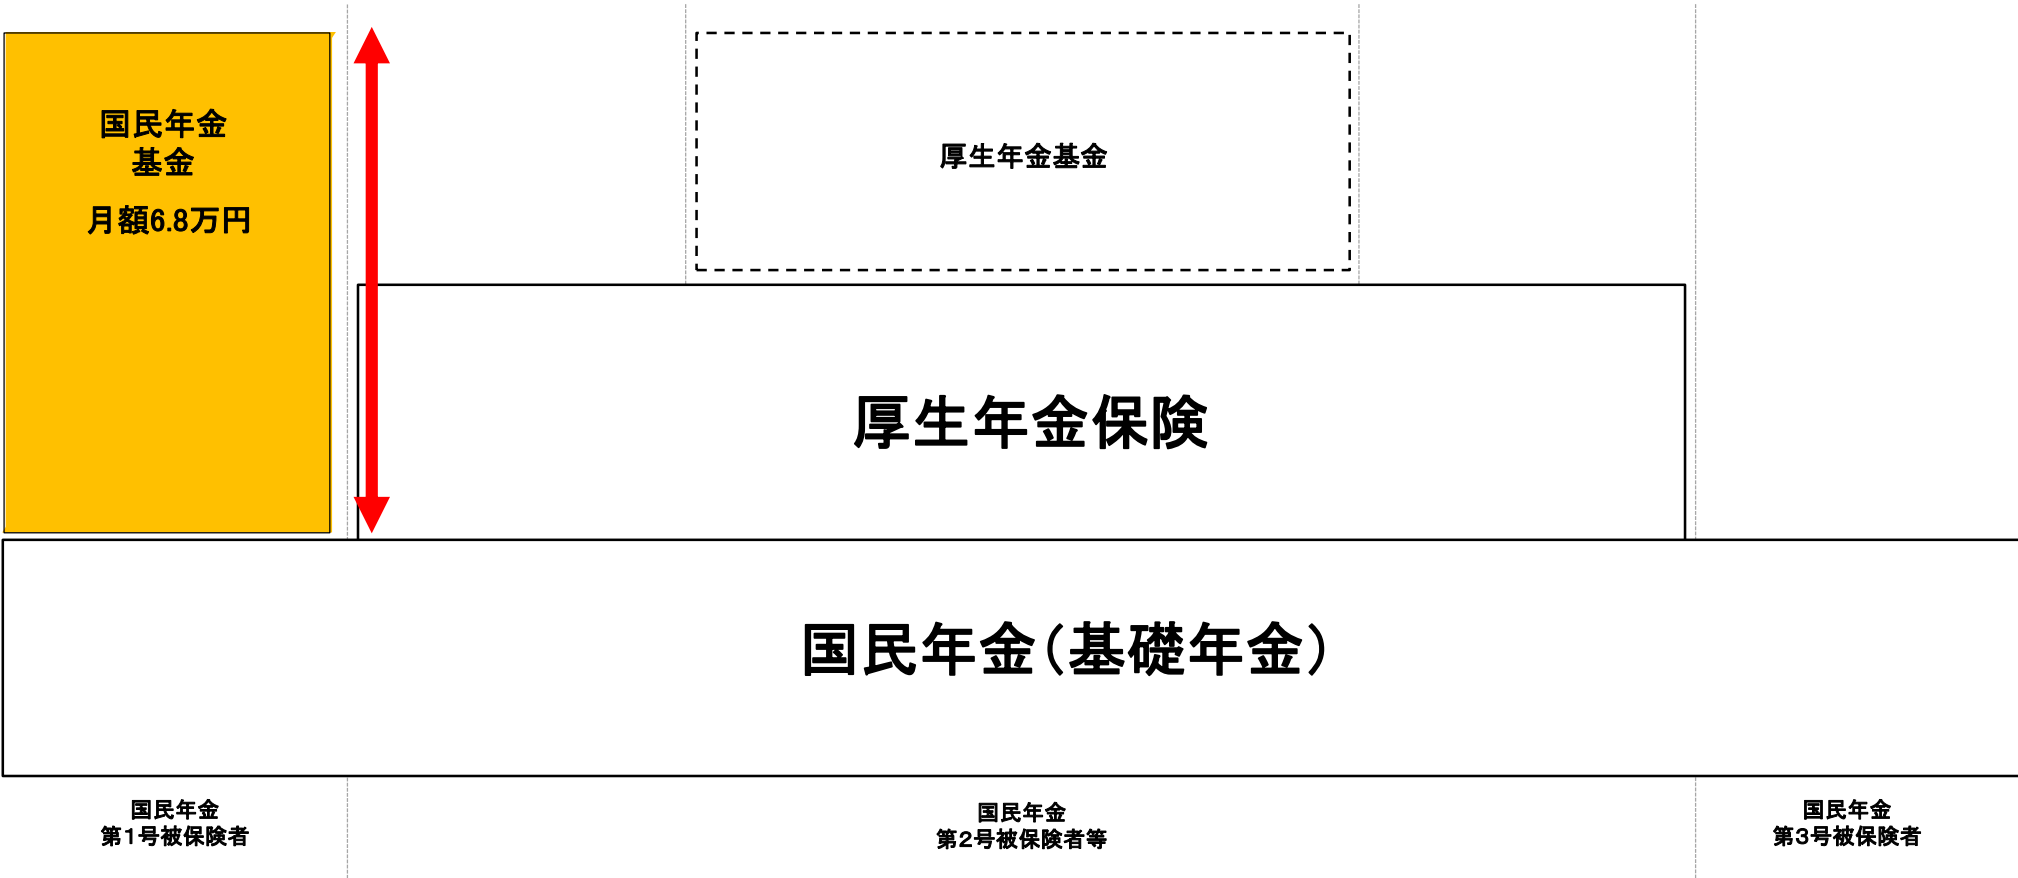 国民年金
基金
月額6.8万円
厚生年金基金
厚生年金保険
国民年金（基礎年金）
国民年金
第1号被保険者
国民年金
第2号被保険者等
国民年金
第3号被保険者